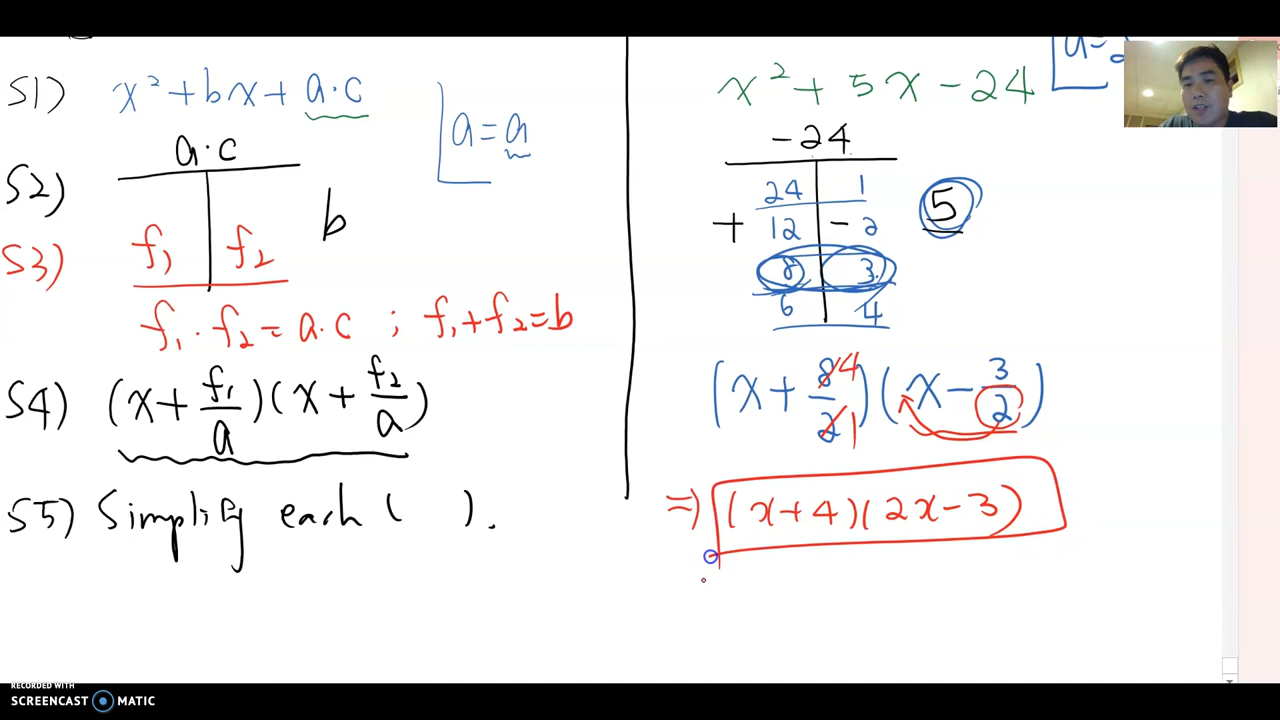 S1) x² + bx + a·c
a = a
a·c
S2)
b
S3) f₁ f₂
f₁ · f₂ = a·c ; f₁ + f₂ = b
S4) (x + f₁/a)(x + f₂/a)
S5) Simplify each ( ).
x² + 5x - 24
-24
24 1
+ 12 - 2 5
8 3
6 4
(x + 8/2 4/1)(x - 3/2)
=) (x+4)(2x-3)
RECORDED WITH
SCREENCAST MATIC